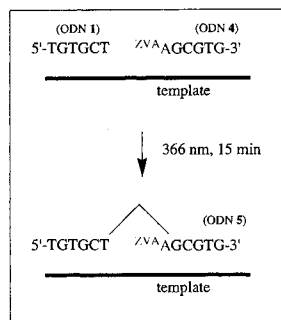 (ODN 1) (ODN 4)
5'-TGTGCT ZVAAGCGTG-3'
template
366 nm, 15 min
(ODN 5)
5'-TGTGCT ZVAAGCGTG-3'
template